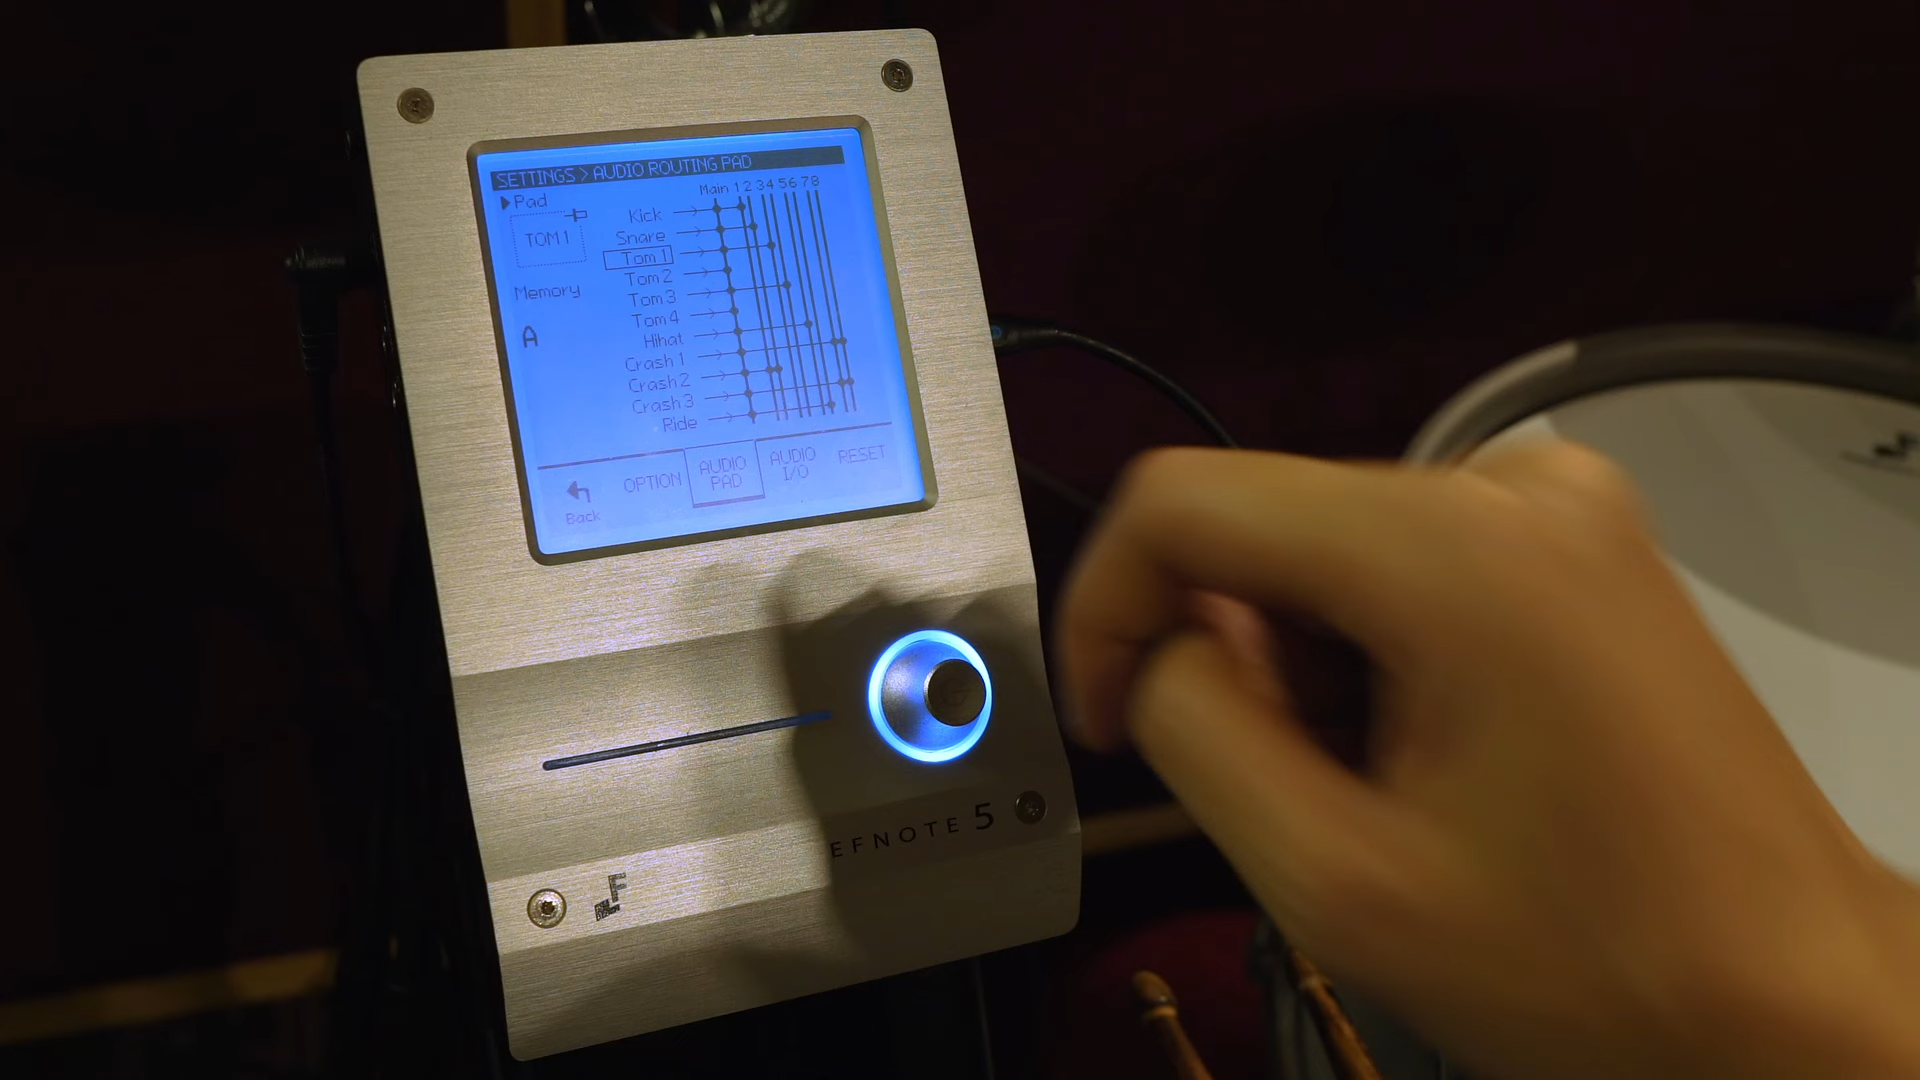 SETTINGS > AUDIO ROUTING PAD
Main 1 2 3 4 5 6 7 8
Pad
TOM 1
Memory
A
Kick
Snare
Tom 1
Tom 2
Tom 3
Tom 4
Hihat
Crash 1
Crash 2
Crash 3
Ride
Back
OPTION
AUDIO PAD
AUDIO I/O
RESET
EFNOTE 5